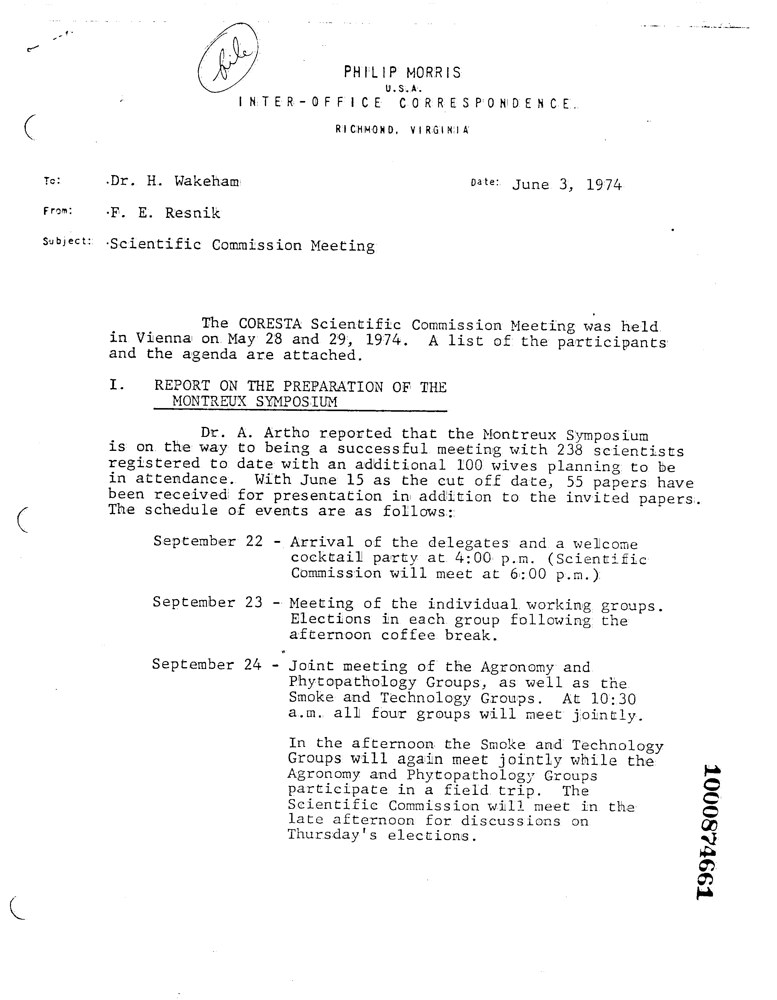 file
PHILIP MORRIS
U.S.A.
INTER-OFFICE CORRESPONDENCE
RICHMOND, VIRGINIA
To: Dr. H. Wakeham
Date: June 3, 1974
From: F. E. Resnik
Subject: Scientific Commission Meeting
The CORESTA Scientific Commission Meeting was held
in Vienna on May 28 and 29, 1974. A list of the participants
and the agenda are attached.
I. REPORT ON THE PREPARATION OF THE
MONTREUX SYMPOSIUM
Dr. A. Artho reported that the Montreux Symposium
is on the way to being a successful meeting with 238 scientists
registered to date with an additional 100 wives planning to be
in attendance. With June 15 as the cut off date, 55 papers have
been received for presentation in addition to the invited papers.
The schedule of events are as follows:
September 22 - Arrival of the delegates and a welcome
cocktail party at 4:00 p.m. (Scientific
Commission will meet at 6:00 p.m.)
September 23 - Meeting of the individual working groups.
Elections in each group following the
afternoon coffee break.
September 24 - Joint meeting of the Agronomy and
Phytopathology Groups, as well as the
Smoke and Technology Groups. At 10:30
a.m. all four groups will meet jointly.
In the afternoon the Smoke and Technology
Groups will again meet jointly while the
Agronomy and Phytopathology Groups
participate in a field trip. The
Scientific Commission will meet in the
late afternoon for discussions on
Thursday's elections.
1000874661